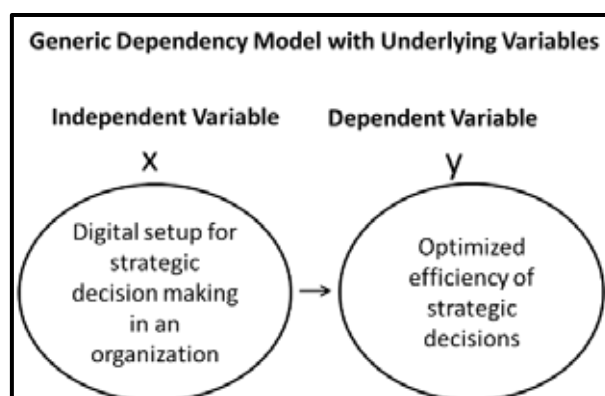 Generic Dependency Model with Underlying Variables
Independent Variable
Dependent Variable
x
y
Digital setup for
strategic
decision making
in an
organization
Optimized
efficiency of
strategic
decisions